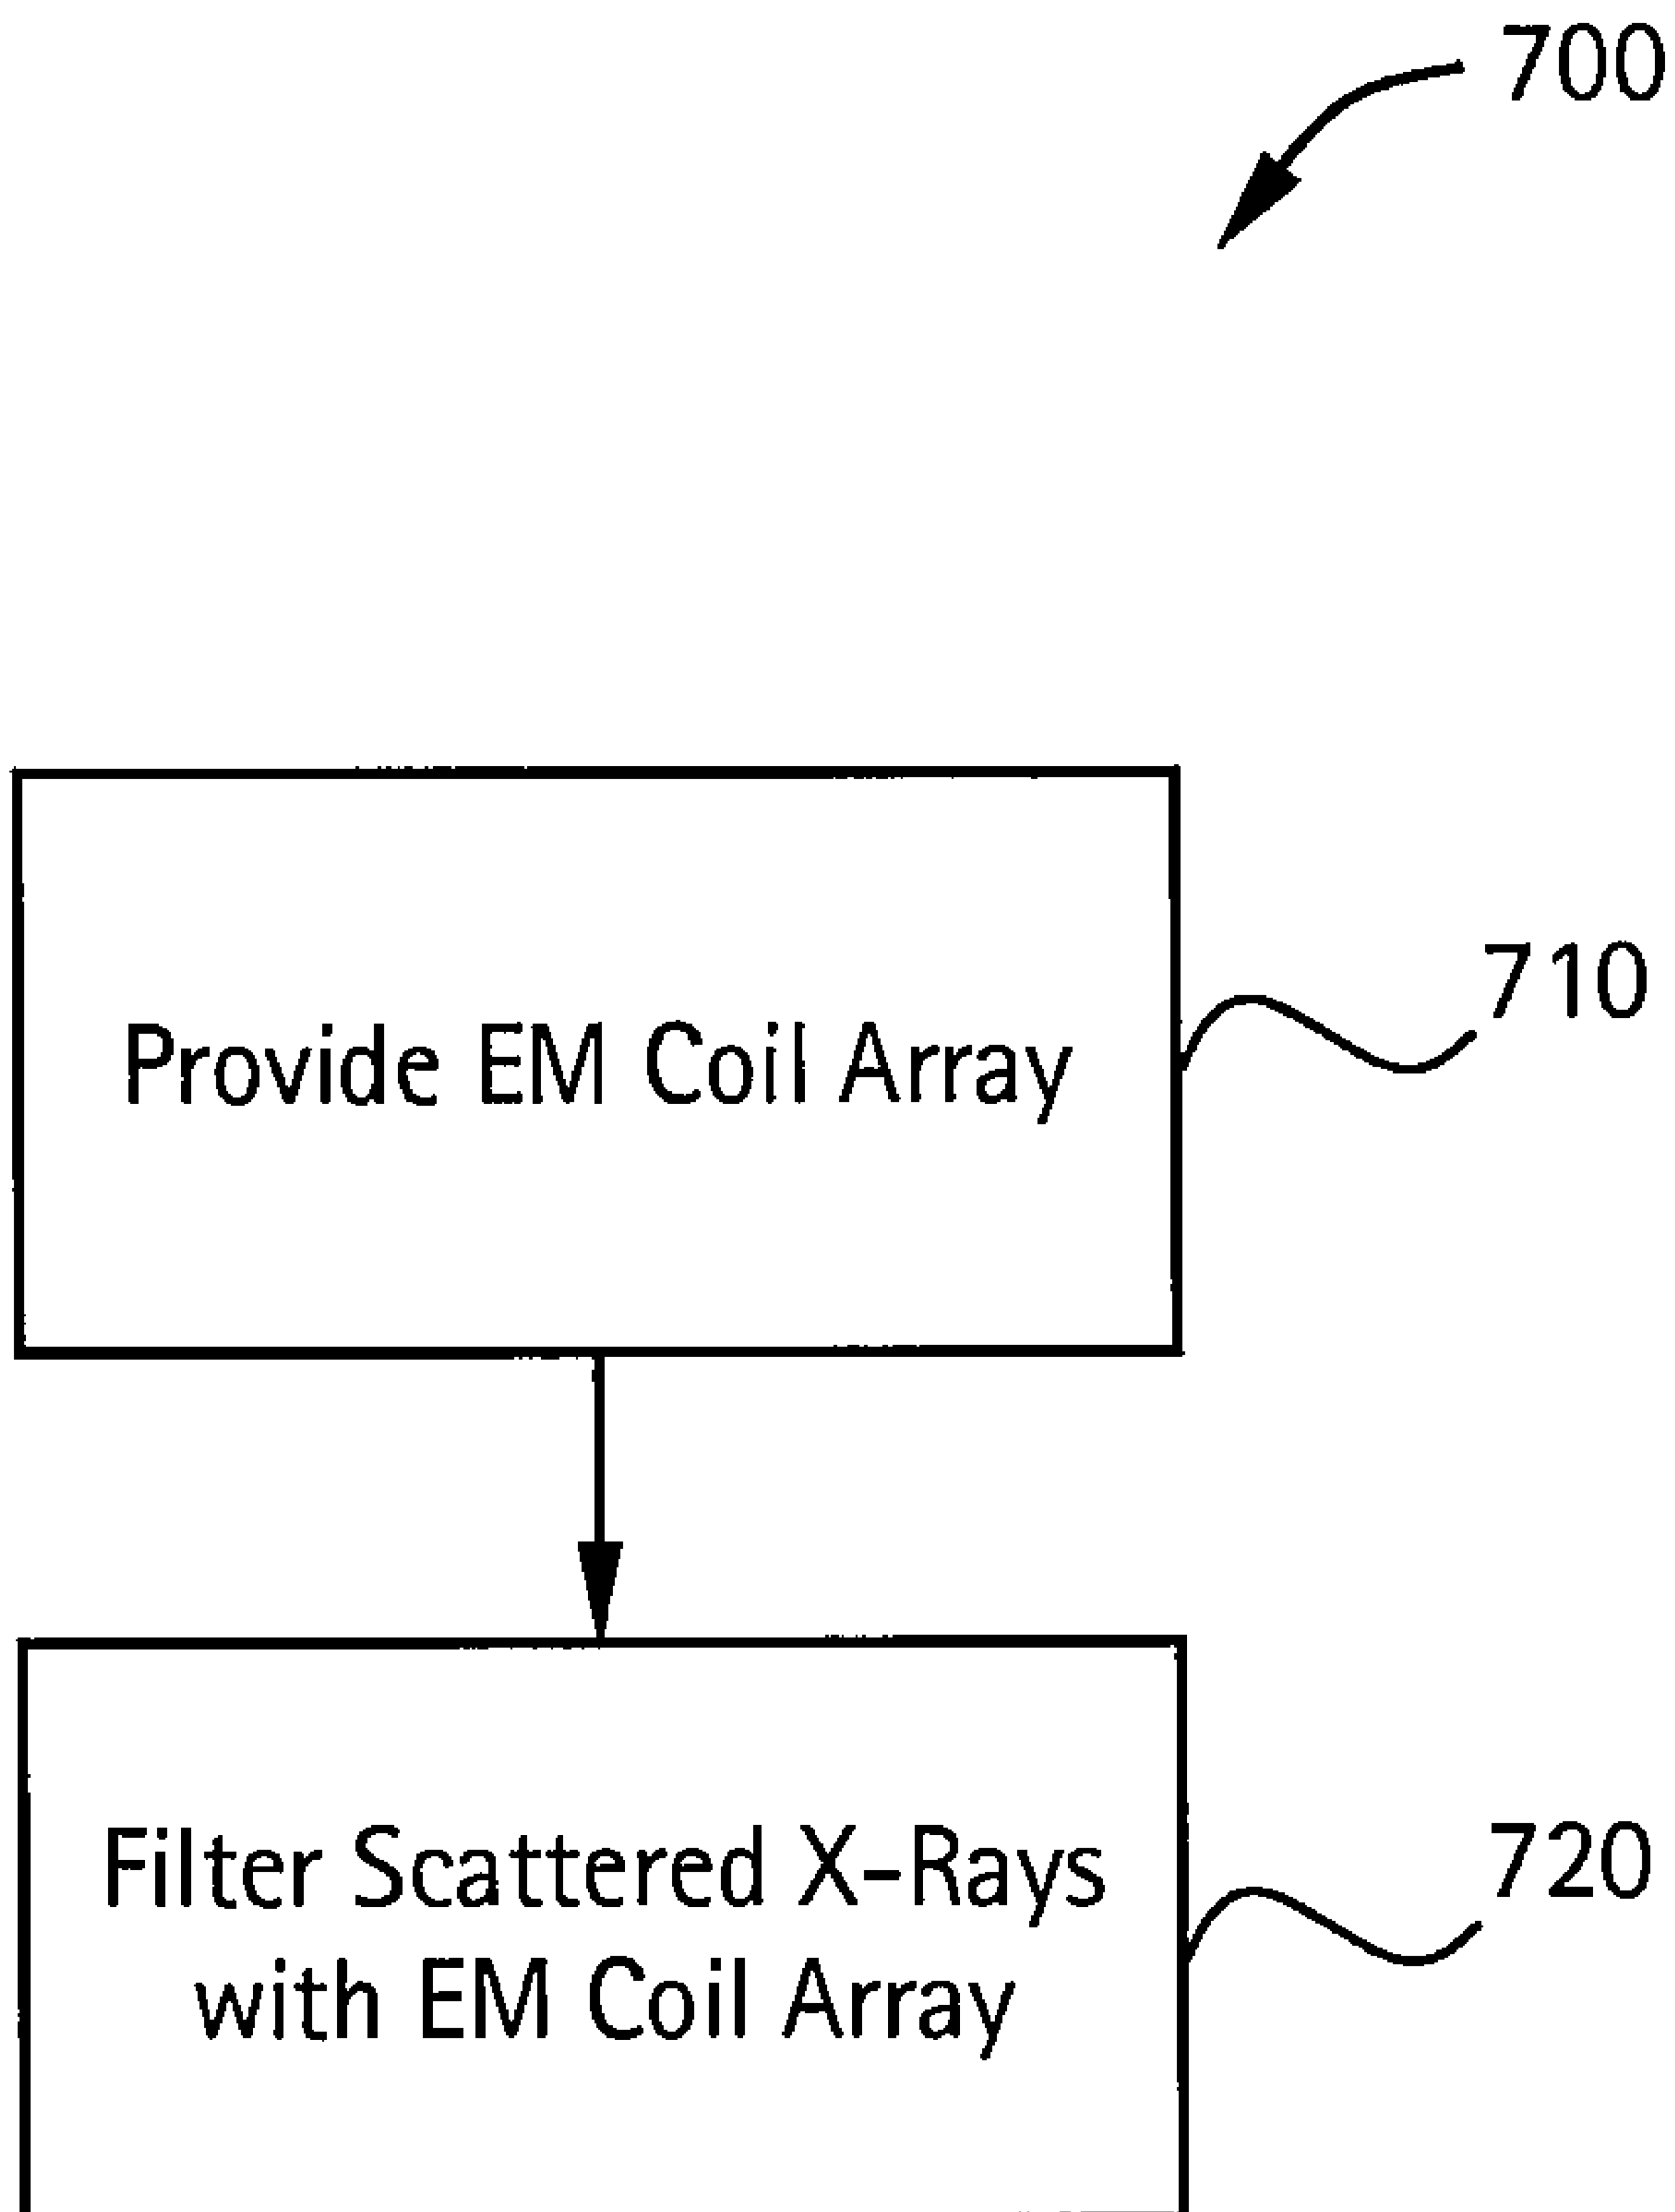 700
Provide EM Coil Array
710
Filter Scattered X-Rays
with EM Coil Array
720